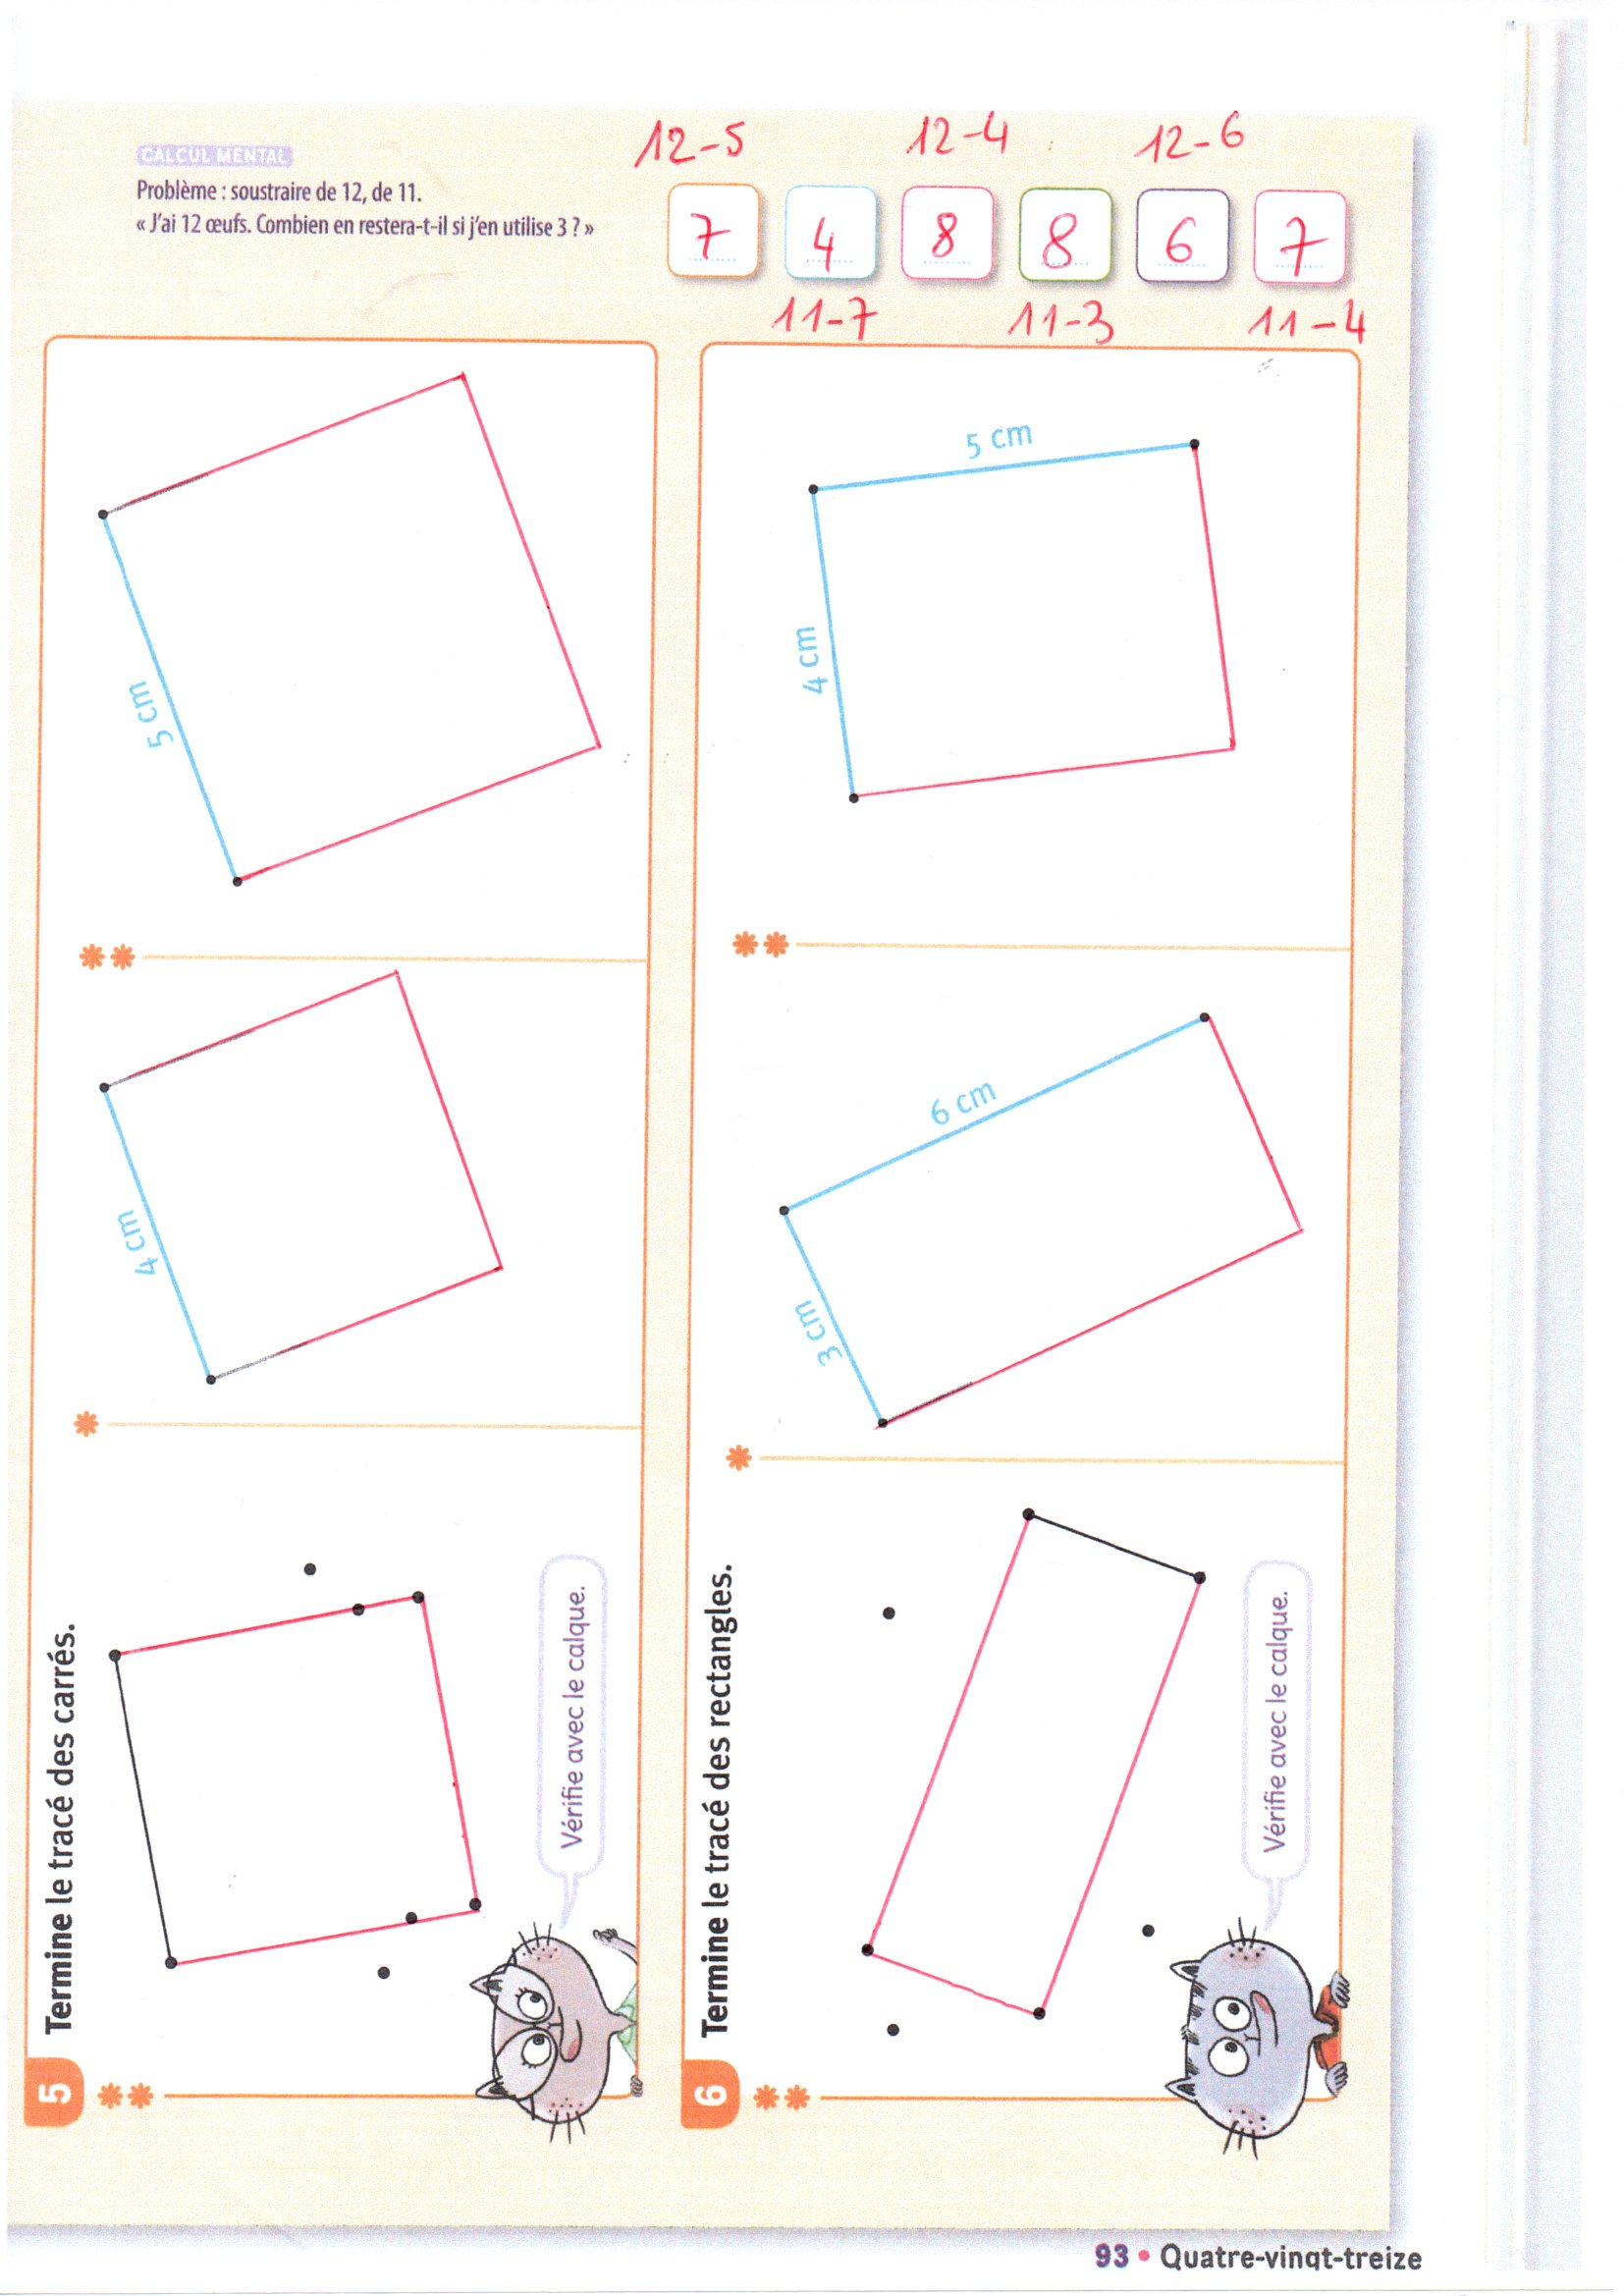 CALCUL MENTAL
Problème : soustraire de 12, de 11.
« J'ai 12 œufs. Combien en restera-t-il si j'en utilise 3 ? »
12-5 12-4 12-6
7 4 8 8 6 7
11-7 11-3 11-4
5 Termine le tracé des carrés.
Vérifie avec le calque.
4 cm
5 cm
6 Termine le tracé des rectangles.
Vérifie avec le calque.
3 cm
6 cm
4 cm
5 cm
93 • Quatre-vingt-treize